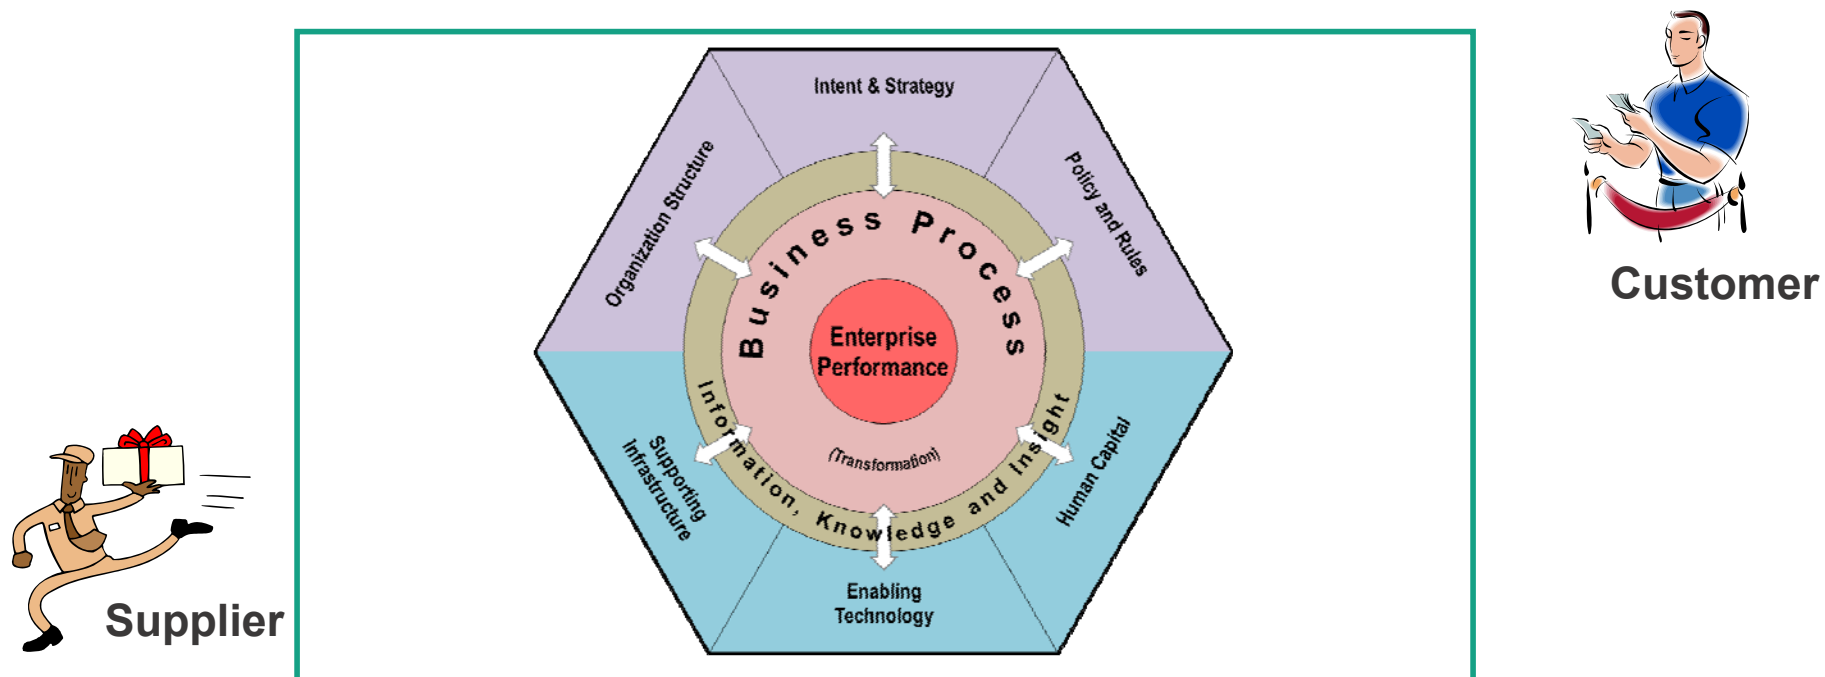 Intent & Strategy
Organization Structure
Policy and Rules
Business Process
Enterprise
Performance
(Transformation)
Information, Knowledge and Insight
Supporting
Infrastructure
Human Capital
Enabling
Technology
Customer
Supplier